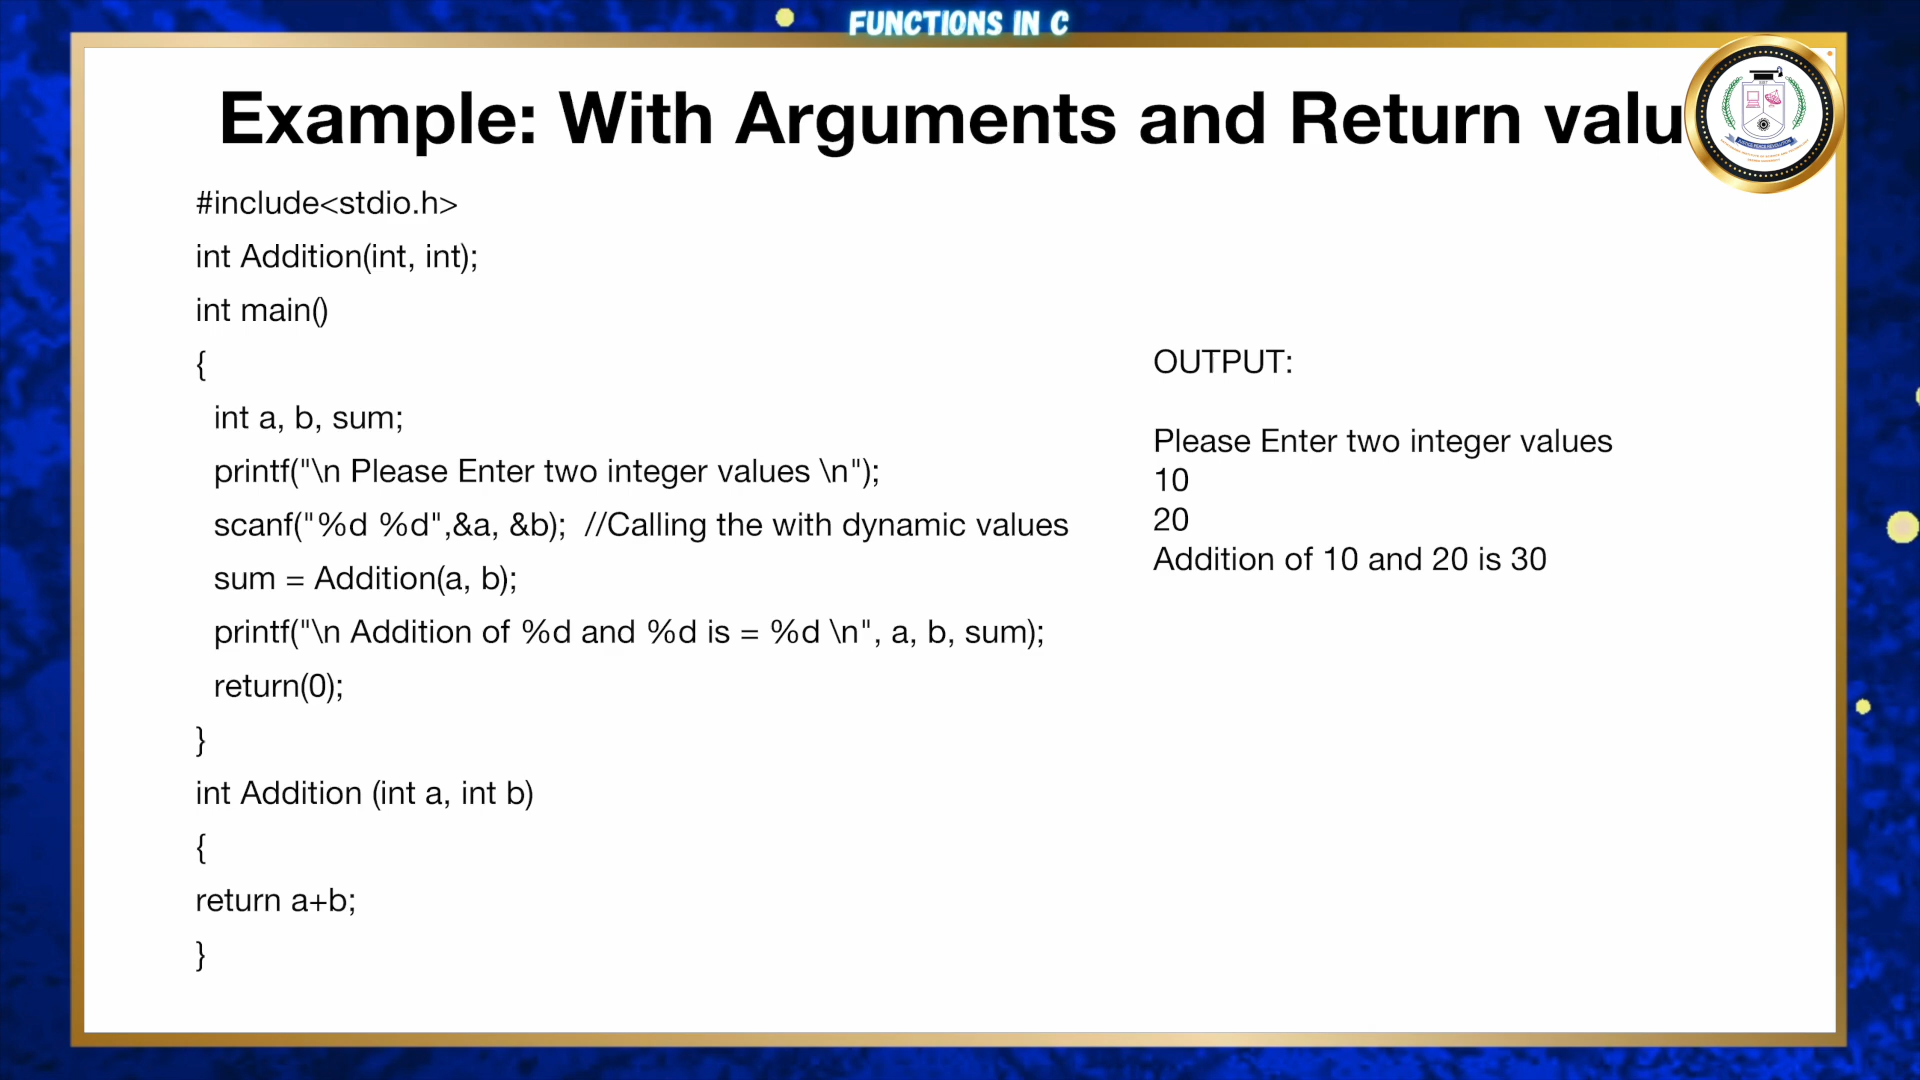 FUNCTIONS IN C
Example: With Arguments and Return valu
#include<stdio.h>
int Addition(int, int);
int main()
{
int a, b, sum;
printf("\n Please Enter two integer values \n");
scanf("%d %d",&a, &b);  //Calling the with dynamic values
sum = Addition(a, b);
printf("\n Addition of %d and %d is = %d \n", a, b, sum);
return(0);
}
int Addition (int a, int b)
{
return a+b;
}
OUTPUT:
Please Enter two integer values
10
20
Addition of 10 and 20 is 30